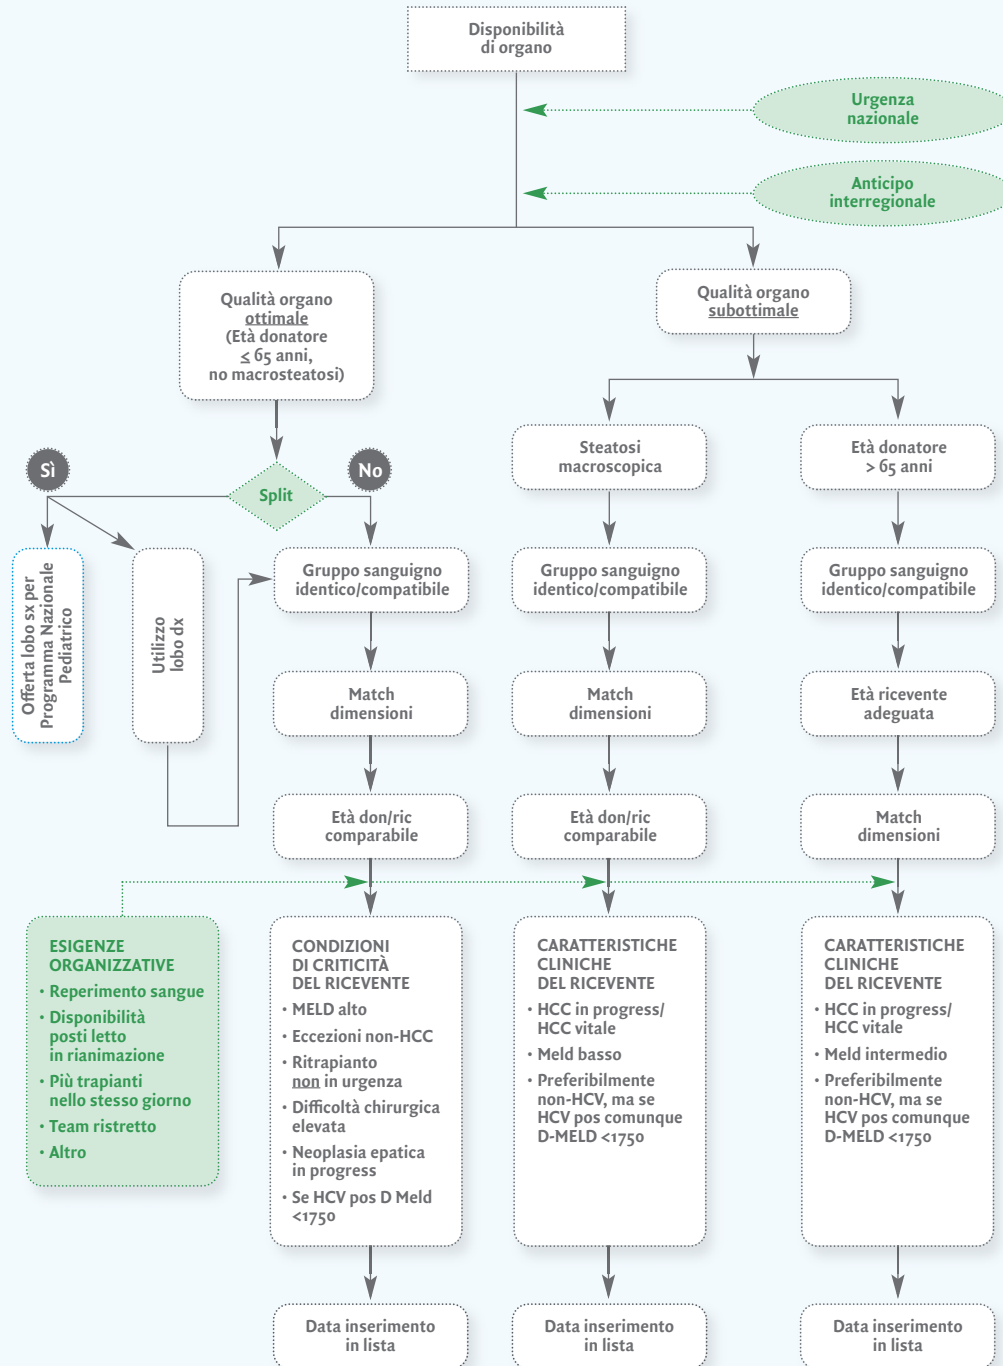 Disponibilità
di organo
Urgenza
nazionale
Anticipo
interregionale
Qualità organo
ottimale
(Età donatore
≤ 65 anni,
no macrosteatosi)
Qualità organo
subottimale
Steatosi
macroscopica
Età donatore
> 65 anni
Sì
No
Split
Offerta lobo sx per
Programma Nazionale
Pediatrico
Utilizzo
lobo dx
Gruppo sanguigno
identico/compatibile
Gruppo sanguigno
identico/compatibile
Gruppo sanguigno
identico/compatibile
Match
dimensioni
Match
dimensioni
Età ricevente
adeguata
Età don/ric
comparabile
Età don/ric
comparabile
Match
dimensioni
ESIGENZE
ORGANIZZATIVE
• Reperimento sangue
• Disponibilità
posti letto
in rianimazione
• Più trapianti
nello stesso giorno
• Team ristretto
• Altro
CONDIZIONI
DI CRITICITÀ
DEL RICEVENTE
• MELD alto
• Eccezioni non-HCC
• Ritrapianto
non in urgenza
• Difficoltà chirurgica
elevata
• Neoplasia epatica
in progress
• Se HCV pos D Meld
<1750
CARATTERISTICHE
CLINICHE
DEL RICEVENTE
• HCC in progress/
HCC vitale
• Meld basso
• Preferibilmente
non-HCV, ma se
HCV pos comunque
D-MELD <1750
CARATTERISTICHE
CLINICHE
DEL RICEVENTE
• HCC in progress/
HCC vitale
• Meld intermedio
• Preferibilmente
non-HCV, ma se
HCV pos comunque
D-MELD <1750
Data inserimento
in lista
Data inserimento
in lista
Data inserimento
in lista